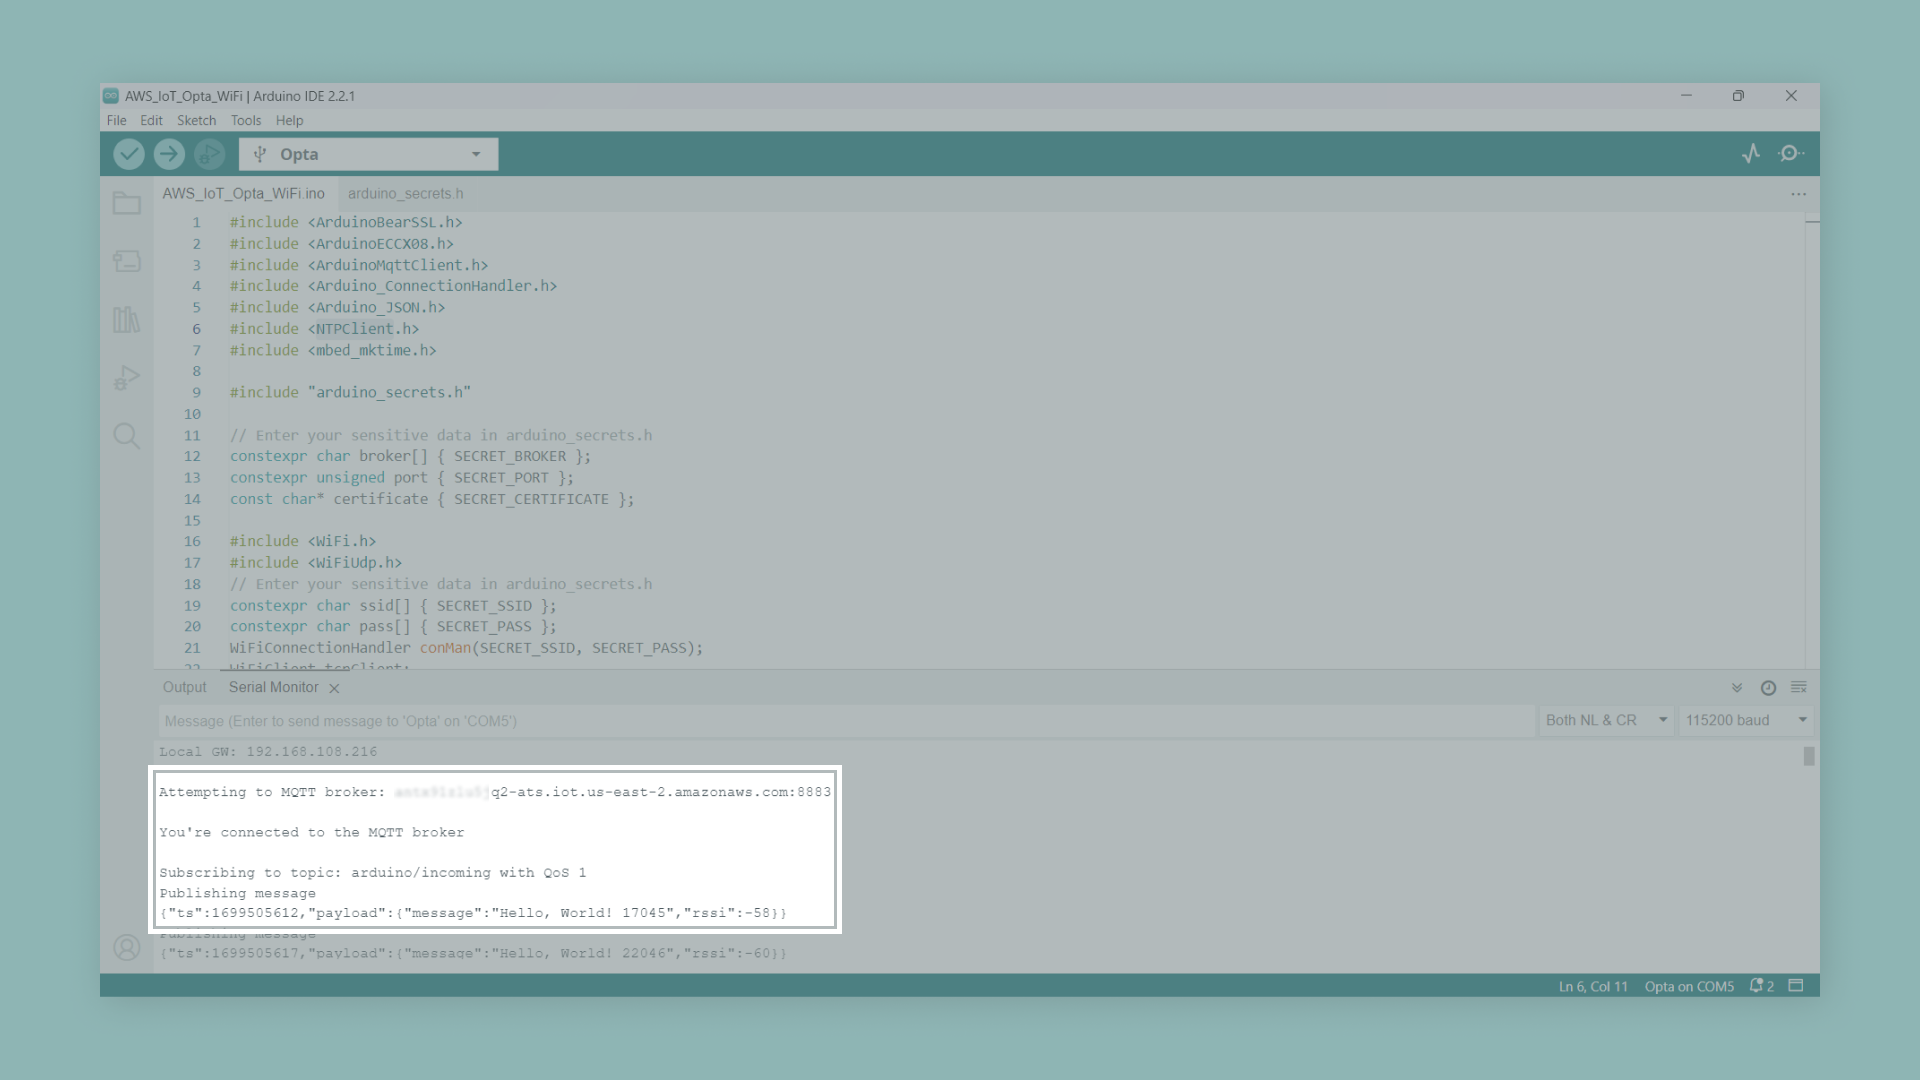 AWS_IoT_Opta_WiFi | Arduino IDE 2.2.1
File Edit Sketch Tools Help
Opta
AWS_IoT_Opta_WiFi.ino arduino_secrets.h
1 #include <ArduinoBearSSL.h>
2 #include <ArduinoECCX08.h>
3 #include <ArduinoMqttClient.h>
4 #include <Arduino_ConnectionHandler.h>
5 #include <Arduino_JSON.h>
6 #include <NTPClient.h>
7 #include <mbed_mktime.h>
8
9 #include "arduino_secrets.h"
10
11 // Enter your sensitive data in arduino_secrets.h
12 constexpr char broker[] { SECRET_BROKER };
13 constexpr unsigned port { SECRET_PORT };
14 const char* certificate { SECRET_CERTIFICATE };
15
16 #include <WiFi.h>
17 #include <WiFiUdp.h>
18 // Enter your sensitive data in arduino_secrets.h
19 constexpr char ssid[] { SECRET_SSID };
20 constexpr char pass[] { SECRET_PASS };
21 WiFiConnectionHandler conMan(SECRET_SSID, SECRET_PASS);
22 WiFiClient tcpClient;
Output Serial Monitor
Message (Enter to send message to 'Opta' on 'COM5') Both NL & CR 115200 baud
Local GW: 192.168.108.216
Attempting to MQTT broker: q2-ats.iot.us-east-2.amazonaws.com:8883
You're connected to the MQTT broker
Subscribing to topic: arduino/incoming with QoS 1
Publishing message
{"ts":1699505612,"payload":{"message":"Hello, World! 17045","rssi":-58}}
Publishing message
{"ts":1699505617,"payload":{"message":"Hello, World! 22046","rssi":-60}}
Ln 6, Col 11 Opta on COM5 2